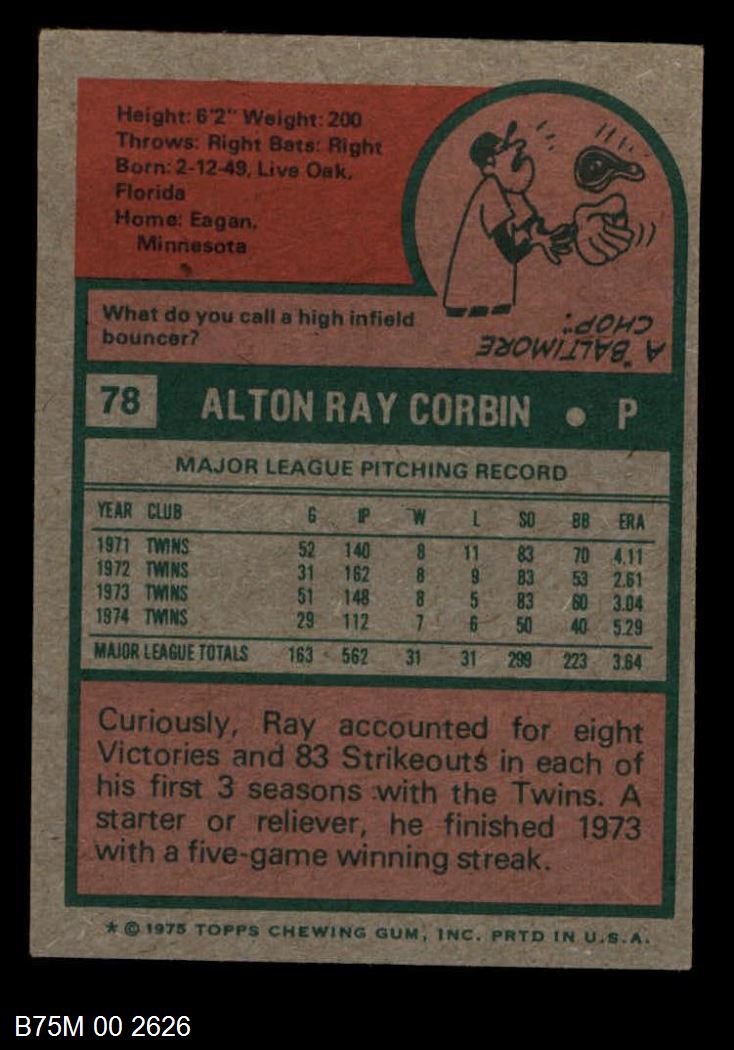 Height: 6'2" Weight: 200
Throws: Right Bats: Right
Born: 2-12-49, Live Oak,
Florida
Home: Eagan,
Minnesota
What do you call a high infield
bouncer?
A "BALTIMORE
CHOP".
78 ALTON RAY CORBIN • P
MAJOR LEAGUE PITCHING RECORD
YEAR CLUB G IP W L SO BB ERA
1971 TWINS 52 140 8 11 83 70 4.11
1972 TWINS 31 162 8 9 83 53 2.61
1973 TWINS 51 148 8 5 83 60 3.04
1974 TWINS 29 112 7 6 50 40 5.29
MAJOR LEAGUE TOTALS 163 562 31 31 299 223 3.64
Curiously, Ray accounted for eight
Victories and 83 Strikeouts in each of
his first 3 seasons with the Twins. A
starter or reliever, he finished 1973
with a five-game winning streak.
* © 1975 TOPPS CHEWING GUM, INC. PRTD IN U.S.A.
B75M 00 2626